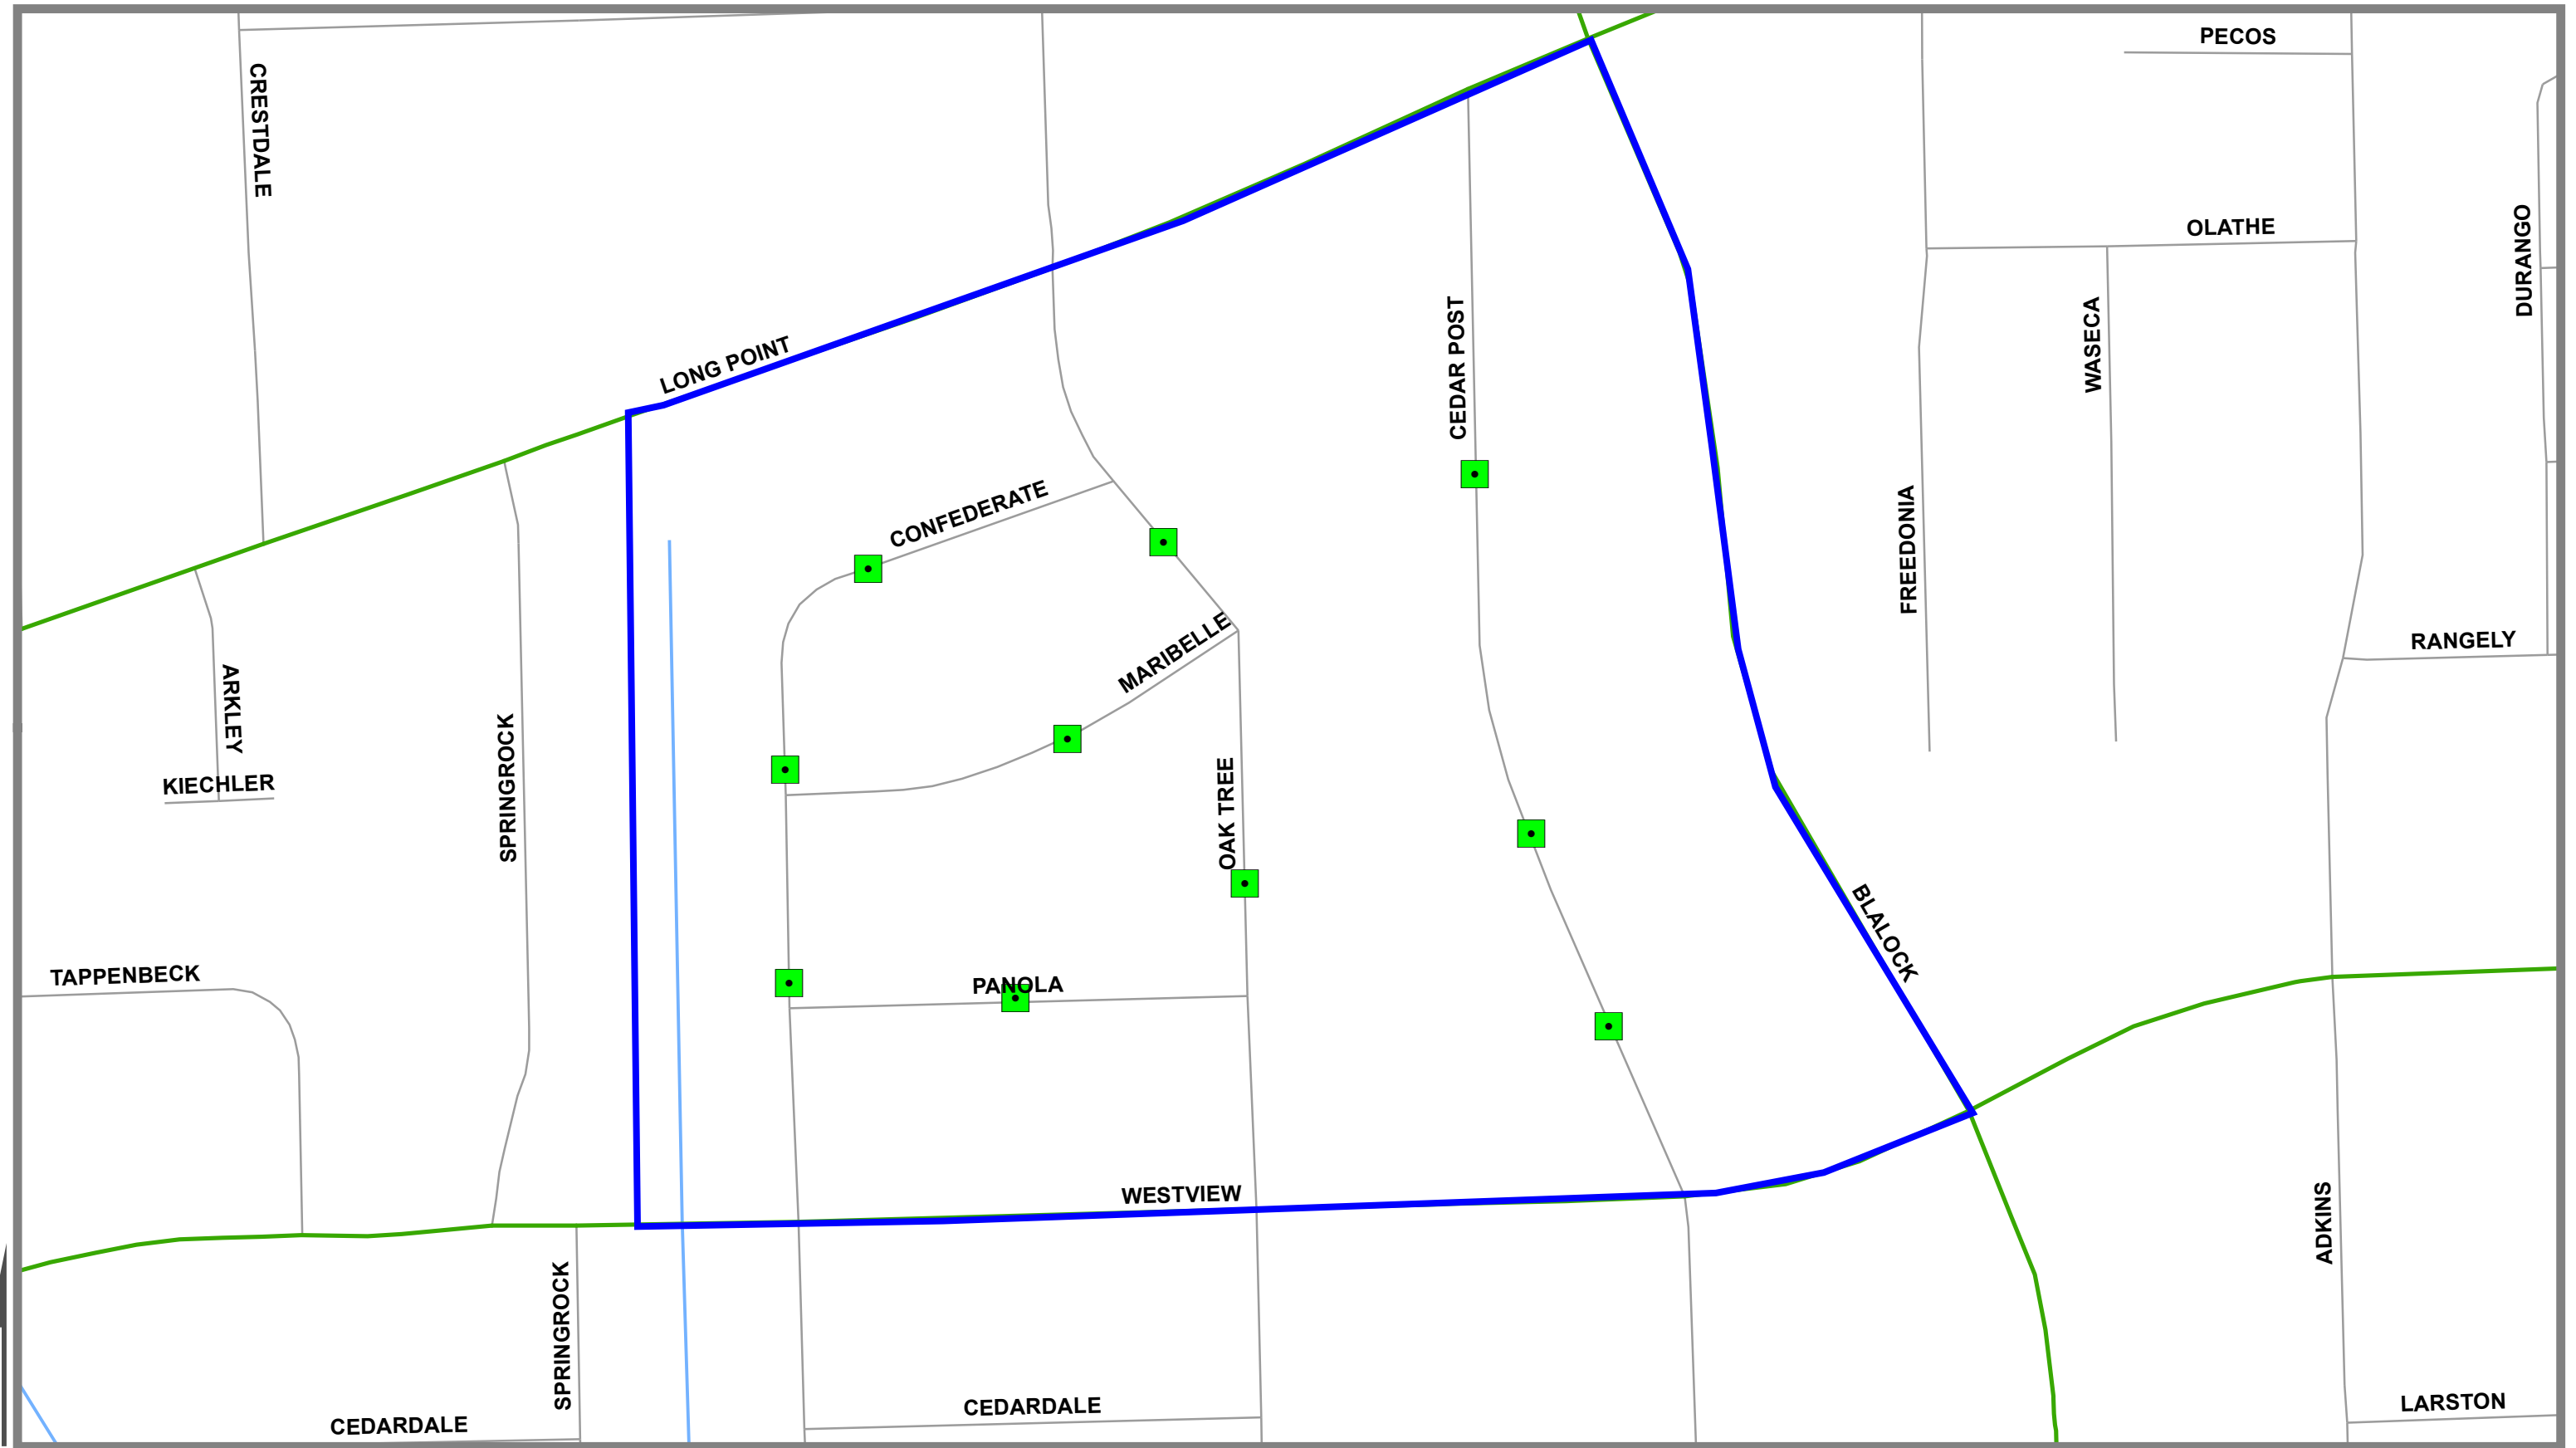 PECOS
CRESTDALE
OLATHE
DURANGO
LONG POINT
CEDAR POST
WASECA
CONFEDERATE
FREEDONIA
MARIBELLE
RANGELY
ARKLEY
KIECHLER
SPRINGROCK
OAK TREE
BLALOCK
TAPPENBECK
PANOLA
WESTVIEW
ADKINS
SPRINGROCK
CEDARDALE
CEDARDALE
LARSTON